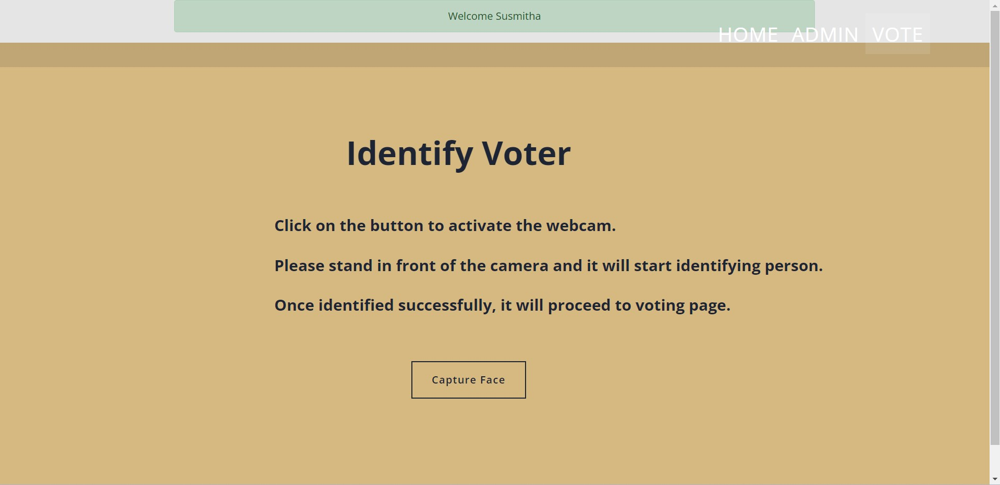 Welcome Susmitha
HOME ADMIN VOTE
Identify Voter
Click on the button to activate the webcam.
Please stand in front of the camera and it will start identifying person.
Once identified successfully, it will proceed to voting page.
Capture Face